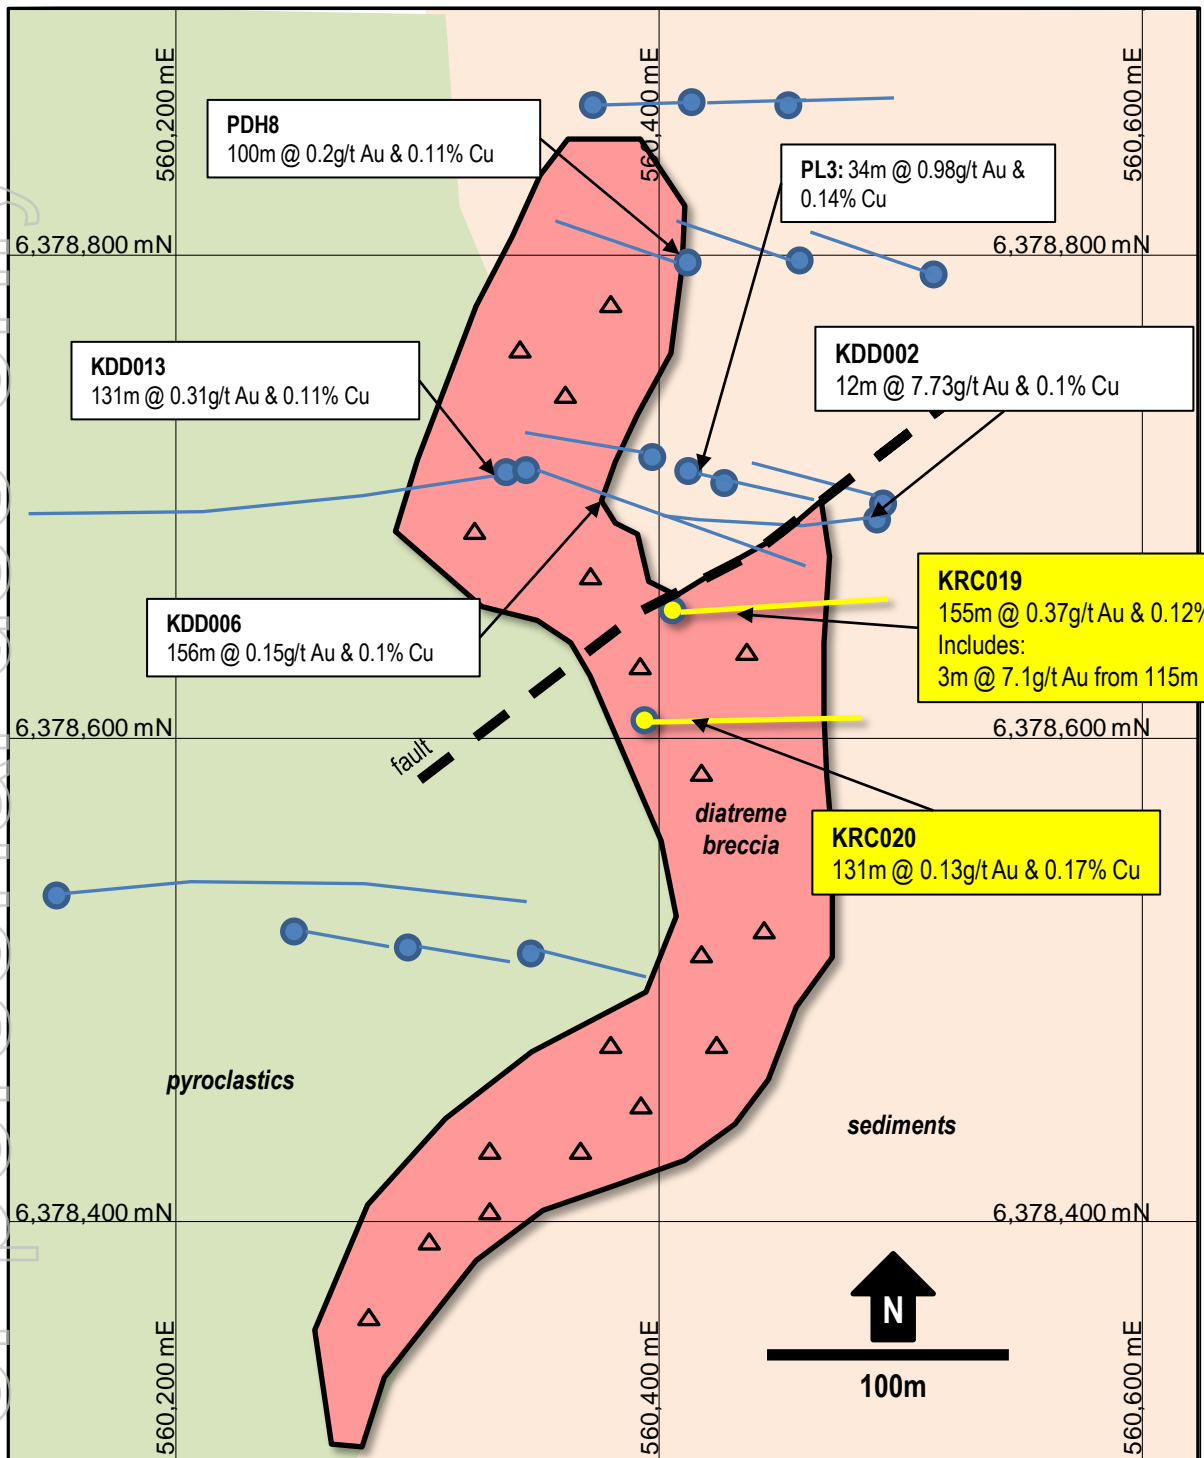 560,200 mE
560,400 mE
560,600 mE
PDH8
100m @ 0.2g/t Au & 0.11% Cu
PL3: 34m @ 0.98g/t Au &
0.14% Cu
6,378,800 mN
6,378,800 mN
KDD013
131m @ 0.31g/t Au & 0.11% Cu
KDD002
12m @ 7.73g/t Au & 0.1% Cu
KRC019
155m @ 0.37g/t Au & 0.12%
Includes:
3m @ 7.1g/t Au from 115m
KDD006
156m @ 0.15g/t Au & 0.1% Cu
6,378,600 mN
6,378,600 mN
fault
diatreme
breccia
KRC020
131m @ 0.13g/t Au & 0.17% Cu
pyroclastics
sediments
6,378,400 mN
6,378,400 mN
N
100m
560,200 mE
560,400 mE
560,600 mE